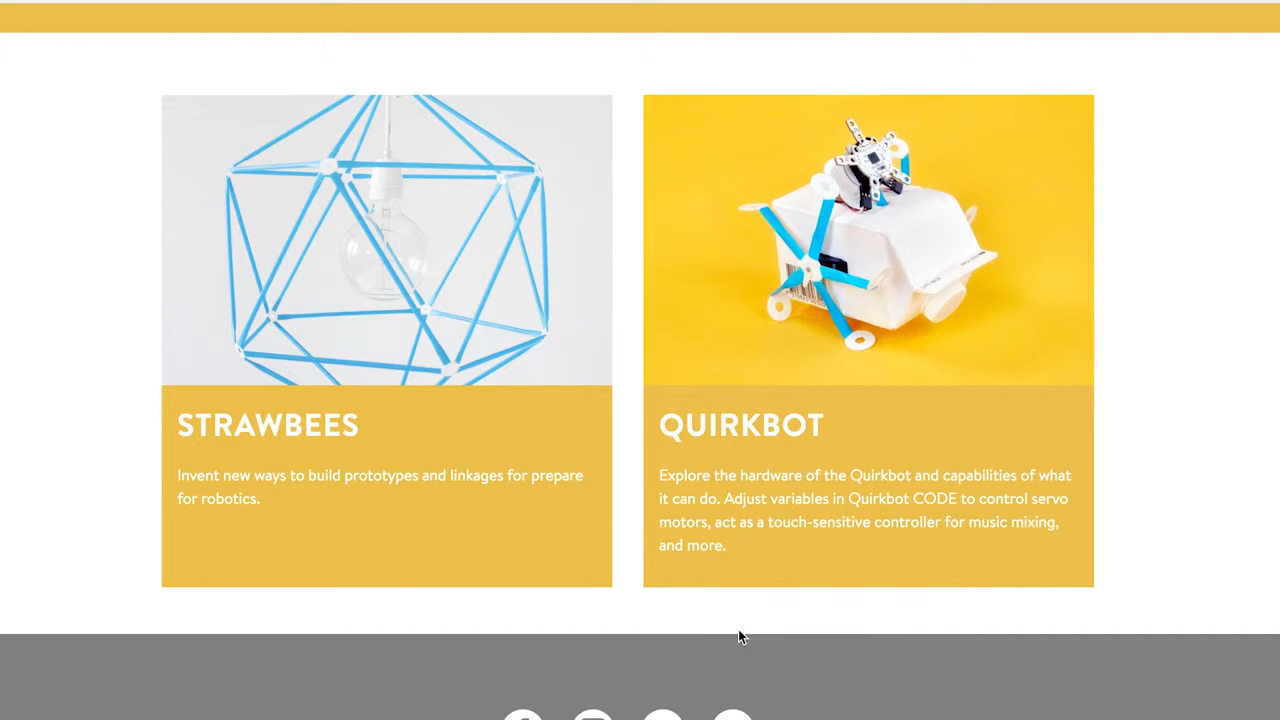 STRAWBEES
Invent new ways to build prototypes and linkages for prepare
for robotics.
QUIRKBOT
Explore the hardware of the Quirkbot and capabilities of what
it can do. Adjust variables in Quirkbot CODE to control servo
motors, act as a touch-sensitive controller for music mixing,
and more.